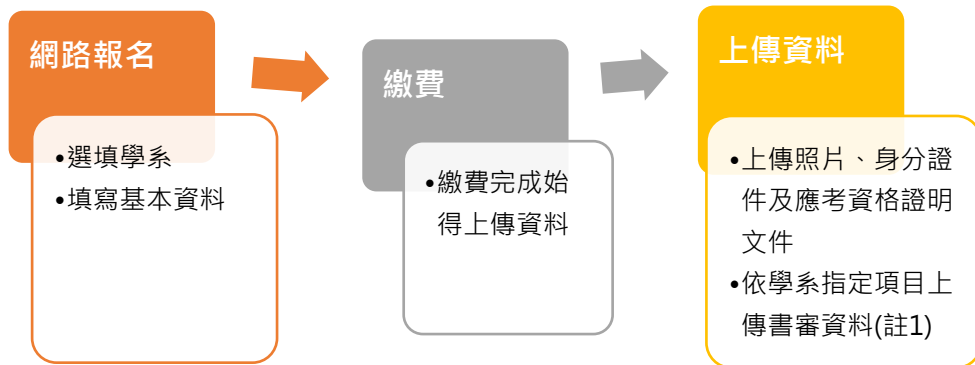 網路報名
•選填學系
•填寫基本資料
繳費
•繳費完成始
得上傳資料
上傳資料
•上傳照片、身分證
件及應考資格證明
文件
•依學系指定項目上
傳書審資料(註1)